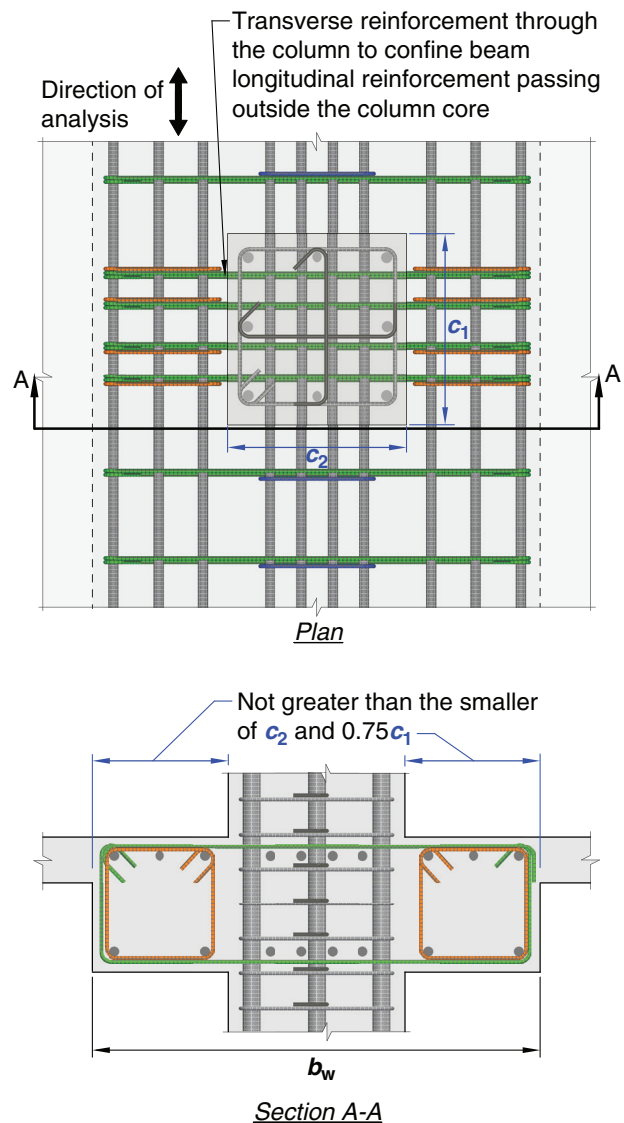 Transverse reinforcement through
the column to confine beam
longitudinal reinforcement passing
outside the column core
Direction of
analysis
c1
A
A
c2
Plan
Not greater than the smaller
of c2 and 0.75c1
bw
Section A-A